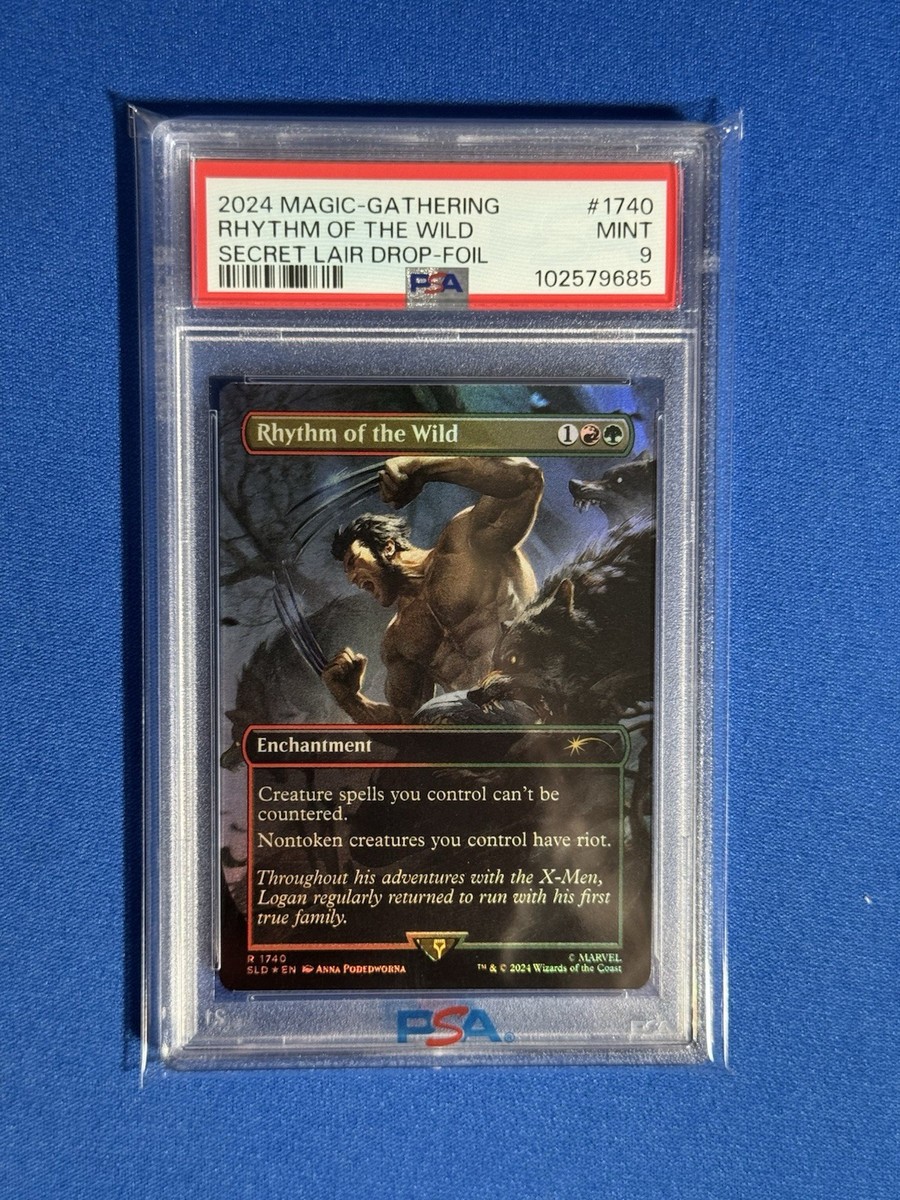 2024 MAGIC-GATHERING #1740
RHYTHM OF THE WILD MINT
SECRET LAIR DROP-FOIL 9
PSA 102579685
Rhythm of the Wild 1
Enchantment
Creature spells you control can't be
countered.
Nontoken creatures you control have riot.
Throughout his adventures with the X-Men,
Logan regularly returned to run with his first
true family.
R 1740 © MARVEL
SLD ★ EN ANNA PODEDWORNA ™ & © 2024 Wizards of the Coast
PSA®